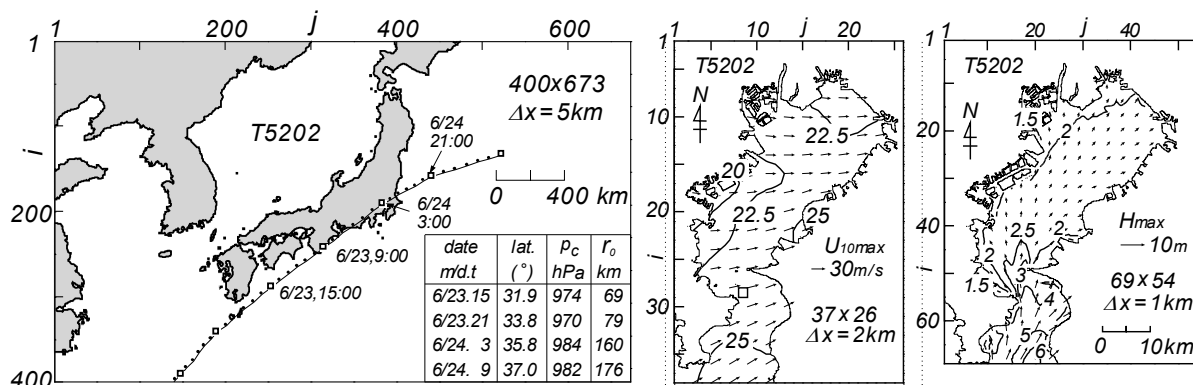 1 200 j 400 600
1
i
200
400
400x673
Δx = 5km
T5202
6/24
21:00
0 400 km
6/24
3:00
6/23,9:00
6/23,15:00
date lat. pc ro
m/d.t (°) hPa km
6/23.15 31.9 974 69
6/23.21 33.8 970 79
6/24. 3 35.8 984 160
6/24. 9 37.0 982 176
1 10 j 20
1
10
20
i
30
T5202
N
22.5
20
22.5
25
U10max
30m/s
37x26
Δx = 2km
25
1 20 j 40
1
20
40
i
60
T5202
N
1.5
2
2.5
2
2
3
1.5
4
5
6
Hmax
10m
69x54
Δx = 1km
0 10km